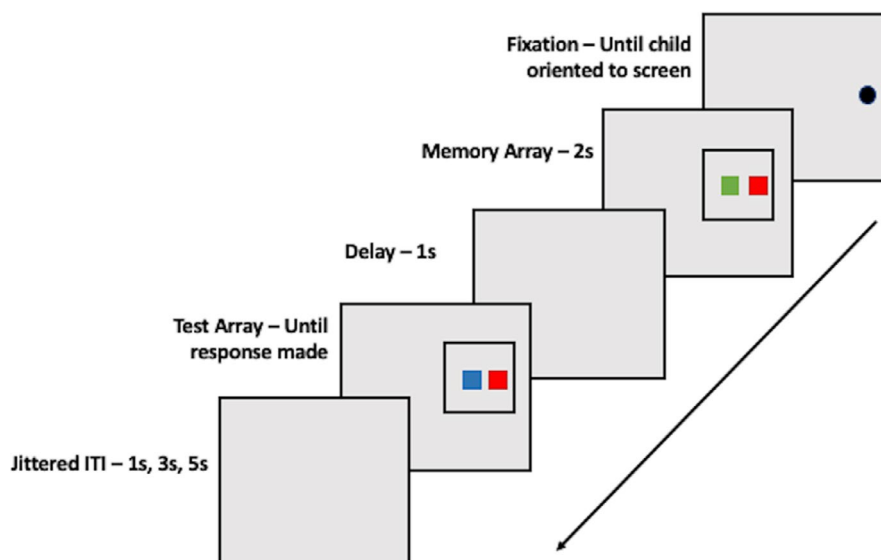 Fixation – Until child
oriented to screen
Memory Array – 2s
Delay – 1s
Test Array – Until
response made
Jittered ITI – 1s, 3s, 5s